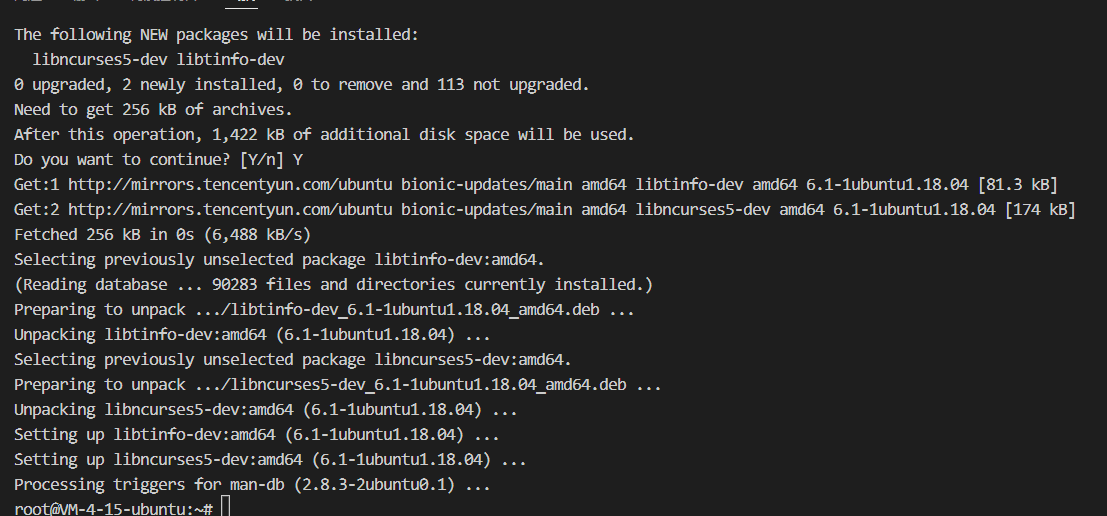 The following NEW packages will be installed:
  libncurses5-dev libtinfo-dev
0 upgraded, 2 newly installed, 0 to remove and 113 not upgraded.
Need to get 256 kB of archives.
After this operation, 1,422 kB of additional disk space will be used.
Do you want to continue? [Y/n] Y
Get:1 http://mirrors.tencentyun.com/ubuntu bionic-updates/main amd64 libtinfo-dev amd64 6.1-1ubuntu1.18.04 [81.3 kB]
Get:2 http://mirrors.tencentyun.com/ubuntu bionic-updates/main amd64 libncurses5-dev amd64 6.1-1ubuntu1.18.04 [174 kB]
Fetched 256 kB in 0s (6,488 kB/s)
Selecting previously unselected package libtinfo-dev:amd64.
(Reading database ... 90283 files and directories currently installed.)
Preparing to unpack .../libtinfo-dev_6.1-1ubuntu1.18.04_amd64.deb ...
Unpacking libtinfo-dev:amd64 (6.1-1ubuntu1.18.04) ...
Selecting previously unselected package libncurses5-dev:amd64.
Preparing to unpack .../libncurses5-dev_6.1-1ubuntu1.18.04_amd64.deb ...
Unpacking libncurses5-dev:amd64 (6.1-1ubuntu1.18.04) ...
Setting up libtinfo-dev:amd64 (6.1-1ubuntu1.18.04) ...
Setting up libncurses5-dev:amd64 (6.1-1ubuntu1.18.04) ...
Processing triggers for man-db (2.8.3-2ubuntu0.1) ...
root@VM-4-15-ubuntu:~#